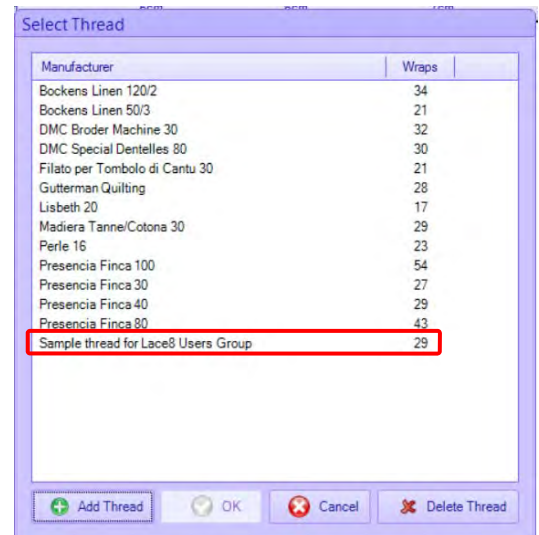 Select Thread
Manufacturer Wraps
Bockens Linen 120/2 34
Bockens Linen 50/3 21
DMC Broder Machine 30 32
DMC Special Dentelles 80 30
Filato per Tombolo di Cantu 30 21
Gutterman Quilting 28
Lisbeth 20 17
Madiera Tanne/Cotona 30 29
Perle 16 23
Presencia Finca 100 54
Presencia Finca 30 27
Presencia Finca 40 29
Presencia Finca 80 43
Sample thread for Lace8 Users Group 29
Add Thread OK Cancel Delete Thread